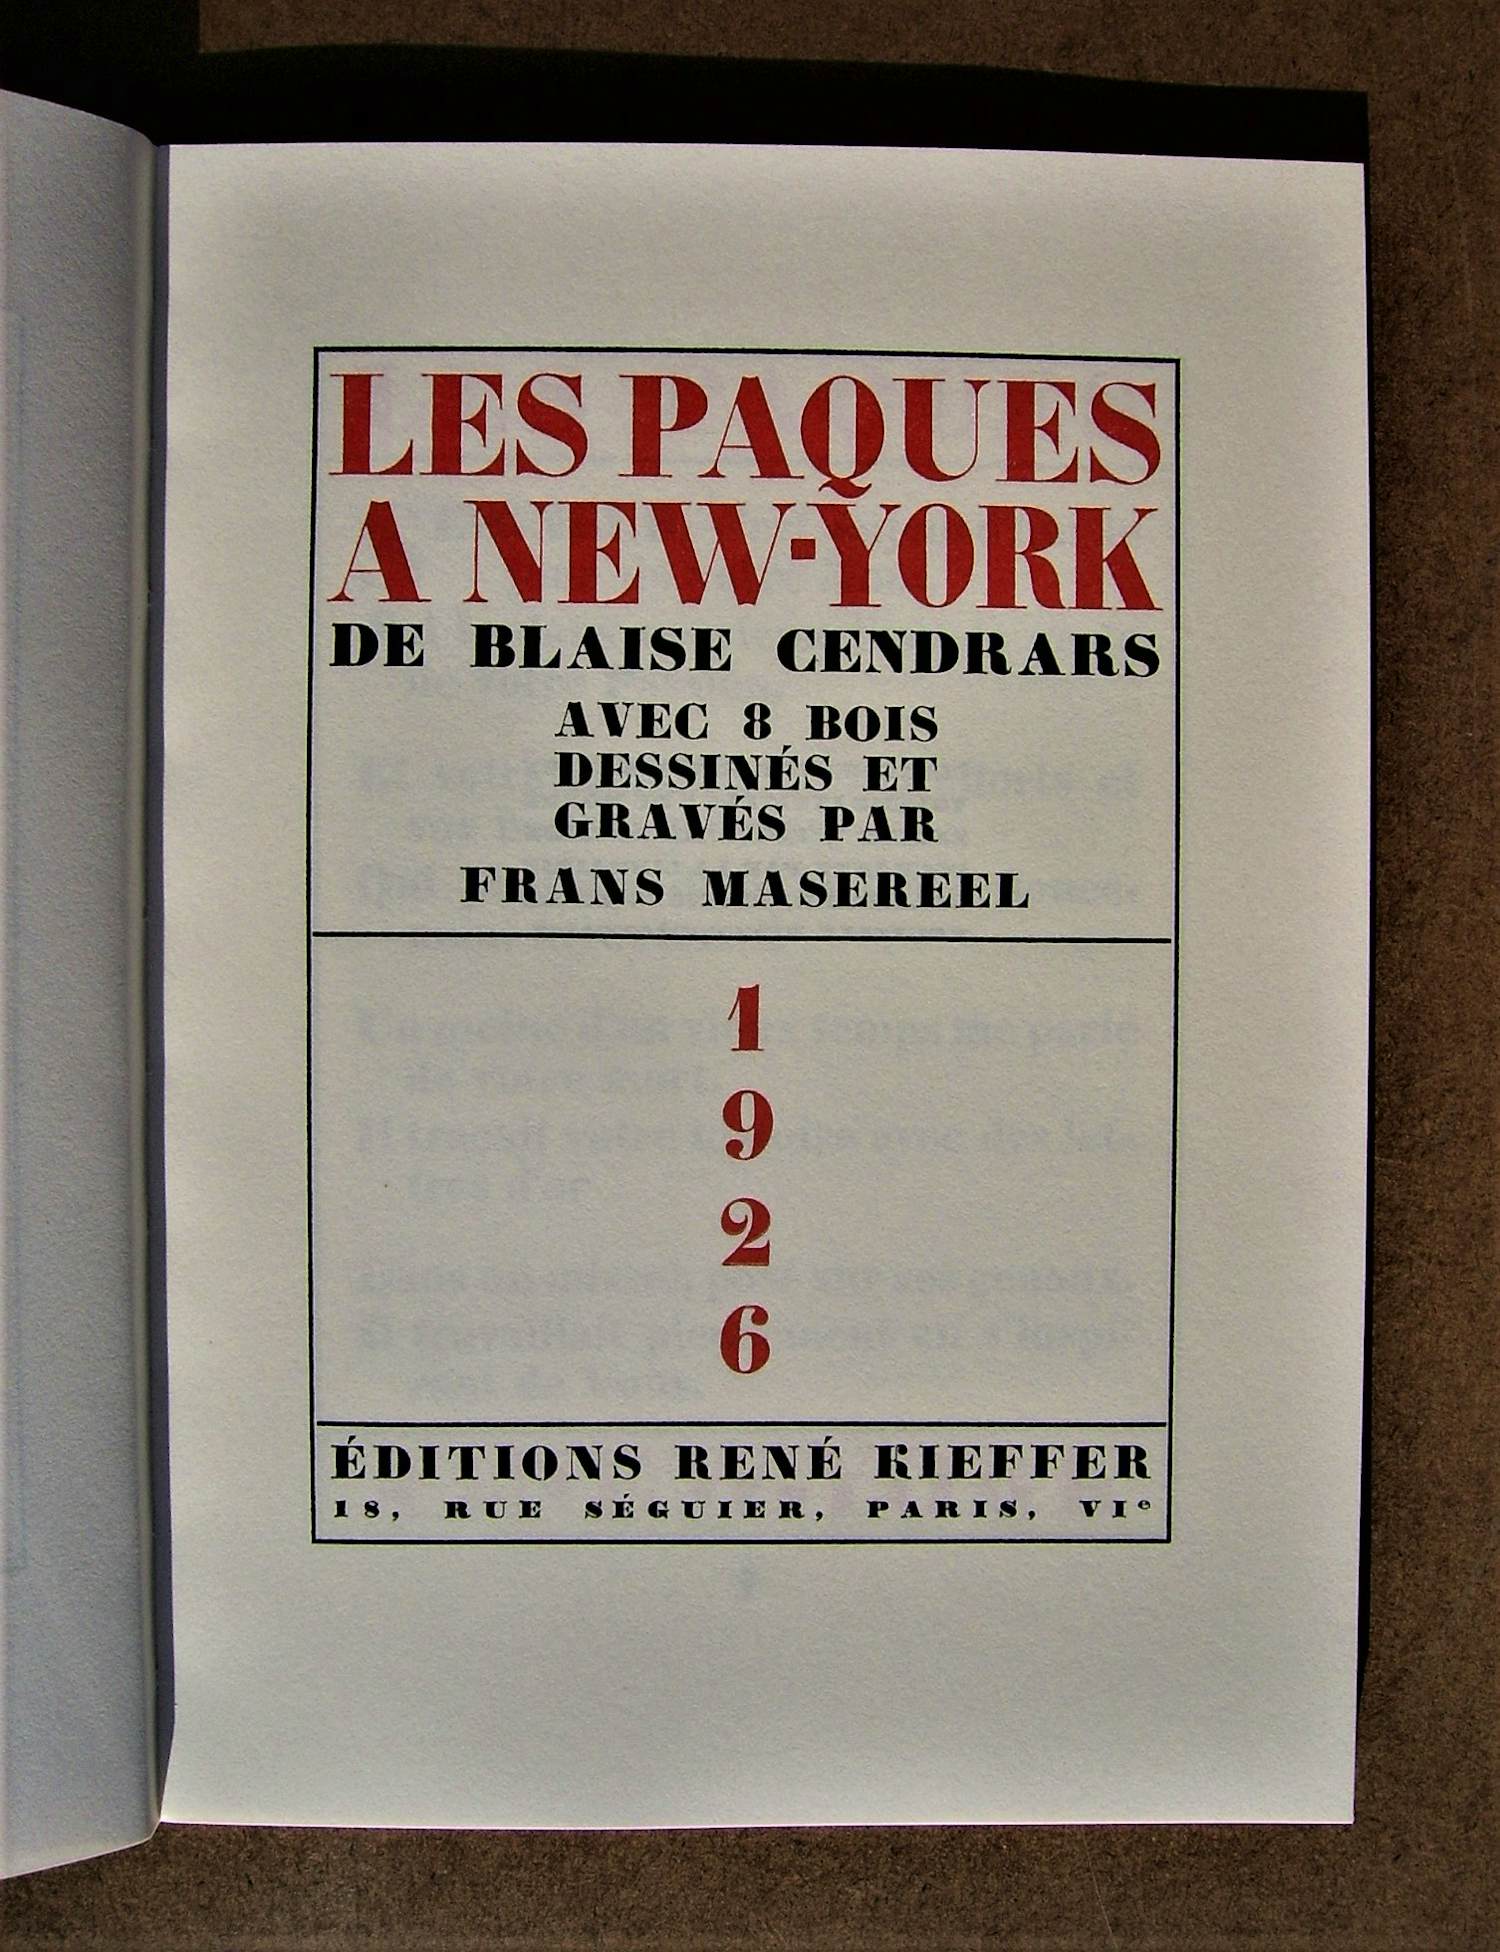 LES PAQUES
A NEW-YORK
DE BLAISE CENDRARS
AVEC 8 BOIS
DESSINÉS ET
GRAVÉS PAR
FRANS MASEREEL
1
9
2
6
ÉDITIONS RENÉ KIEFFER
18, RUE SÉGUIER, PARIS, VIe